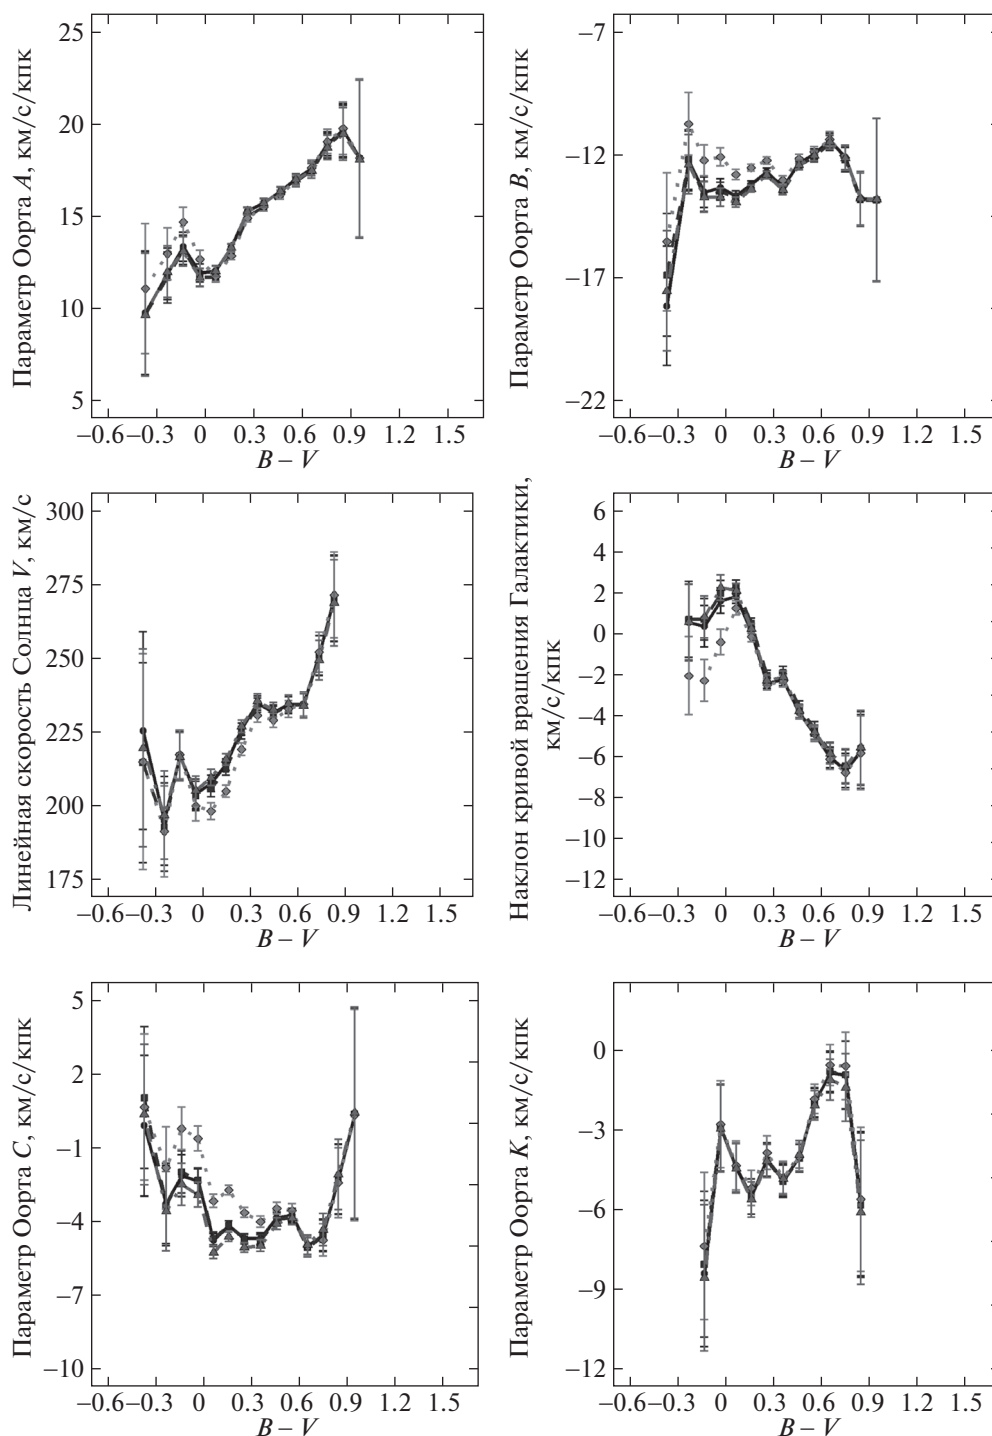 25
20
15
10
5
Параметр Оорта A, км/с/кпк
−0.6 −0.3 0 0.3 0.6 0.9 1.2 1.5
B – V
−7
−12
−17
−22
Параметр Оорта B, км/с/кпк
−0.6 −0.3 0 0.3 0.6 0.9 1.2 1.5
B – V
300
275
250
225
200
175
Линейная скорость Солнца V, км/с
−0.6 −0.3 0 0.3 0.6 0.9 1.2 1.5
B – V
6
4
2
0
−2
−4
−6
−8
−10
−12
Наклон кривой вращения Галактики,
км/с/кпк
−0.6 −0.3 0 0.3 0.6 0.9 1.2 1.5
B – V
5
2
−1
−4
−7
−10
Параметр Оорта C, км/с/кпк
−0.6 −0.3 0 0.3 0.6 0.9 1.2 1.5
B – V
0
−3
−6
−9
−12
Параметр Оорта K, км/с/кпк
−0.6 −0.3 0 0.3 0.6 0.9 1.2 1.5
B – V